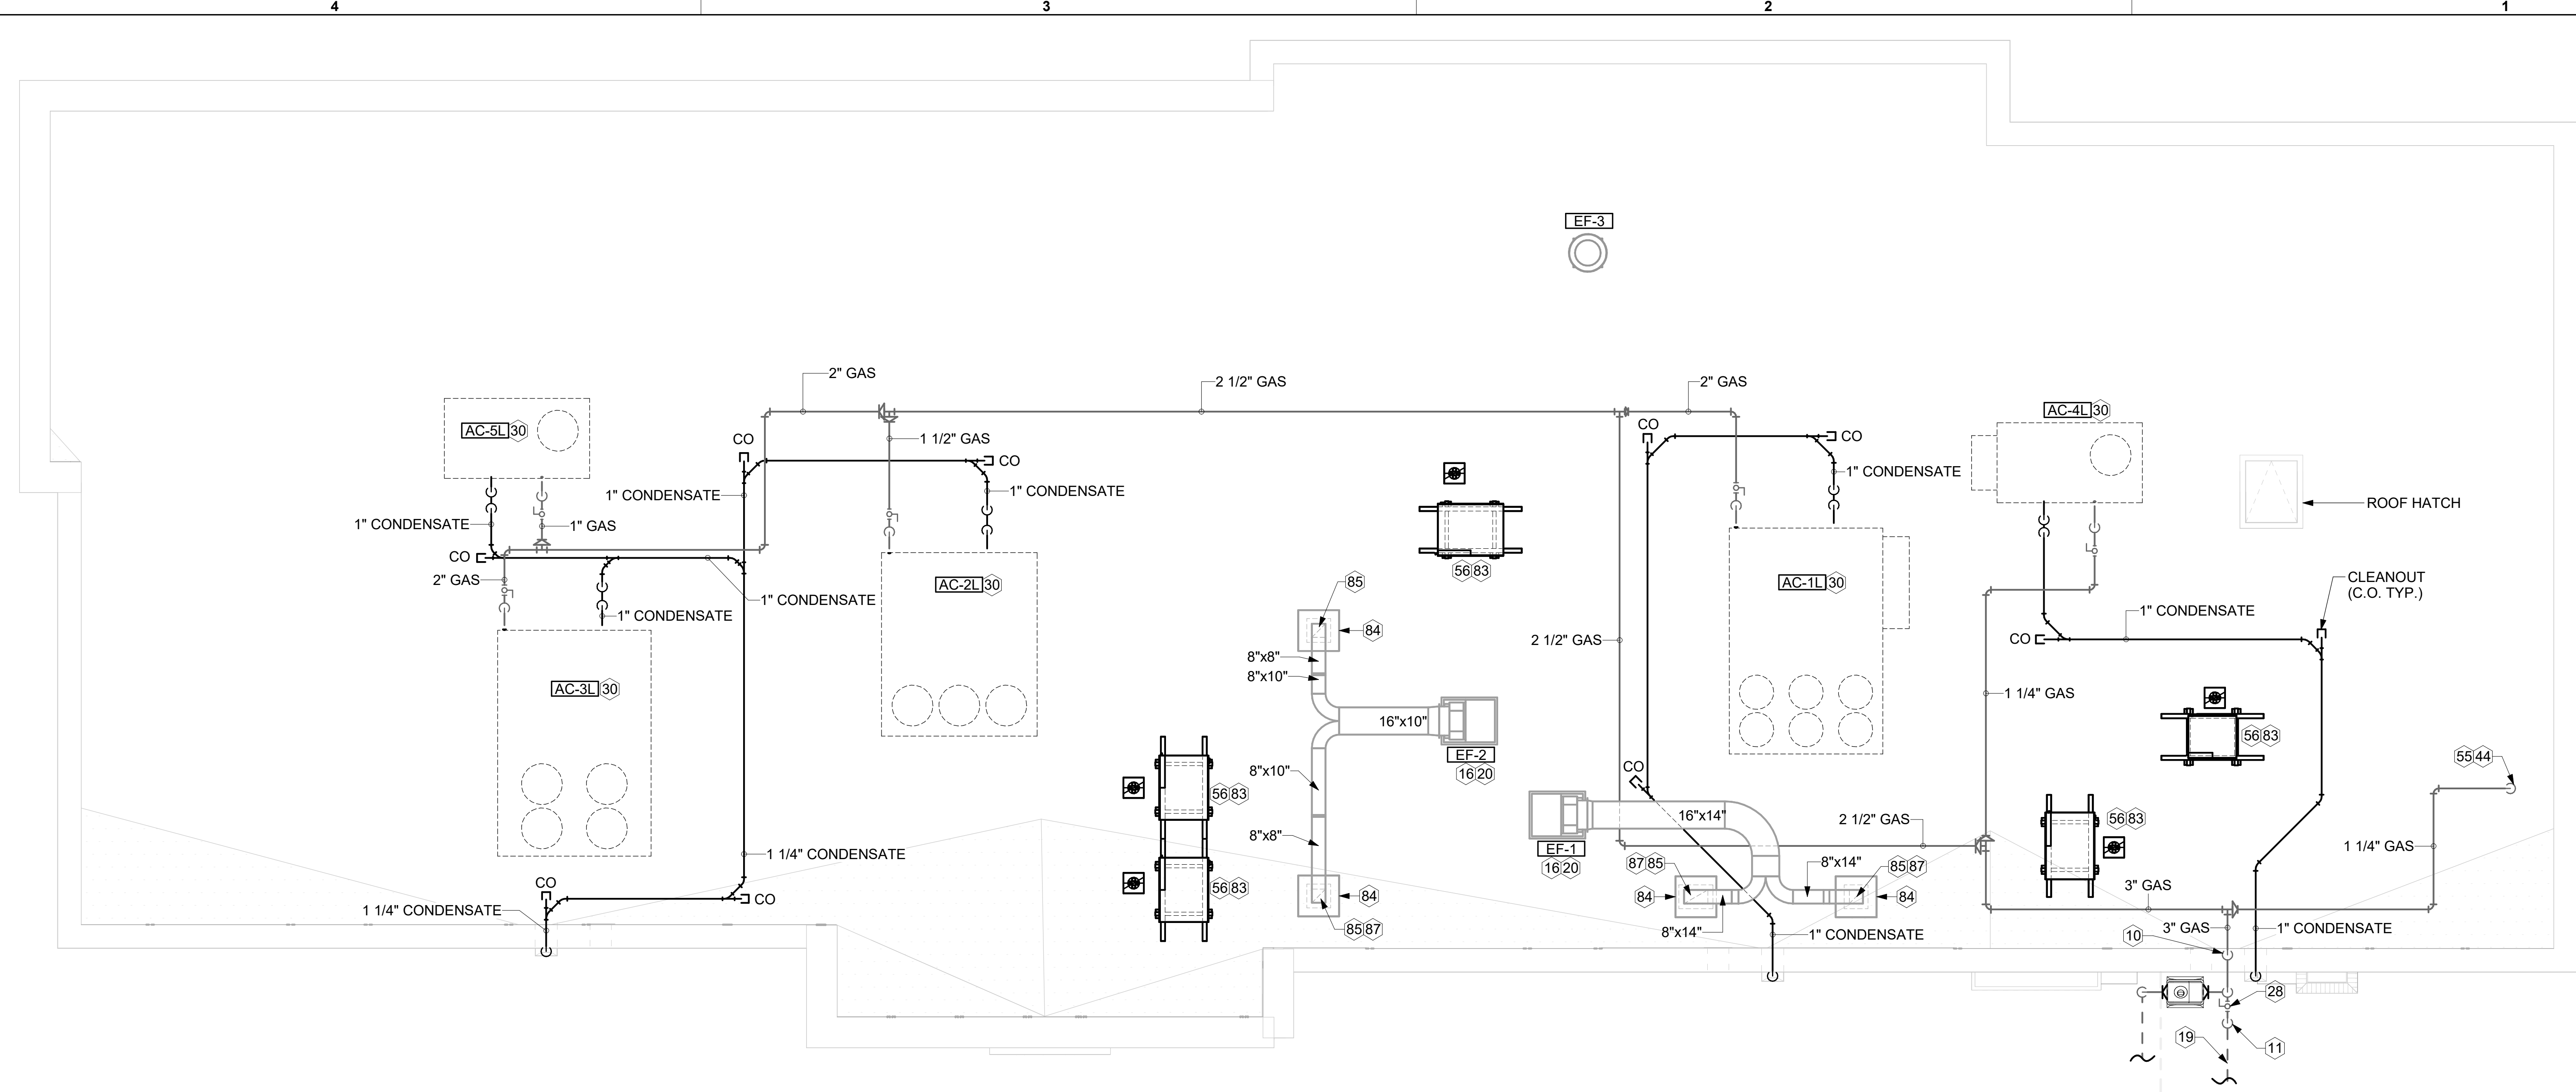 4
3
2
1
EF-3
2" GAS
2 1/2" GAS
2" GAS
AC-5L 30
AC-4L 30
CO
1 1/2" GAS
CO
CO
CO
CO
1" CONDENSATE
1" CONDENSATE
1" CONDENSATE
1" CONDENSATE
1" GAS
ROOF HATCH
CO
2" GAS
1" CONDENSATE
1" CONDENSATE
AC-2L 30
56 83
85
AC-1L 30
CLEANOUT
(C.O. TYP.)
84
1" CONDENSATE
2 1/2" GAS
CO
8"x8"
8"x10"
AC-3L 30
1 1/4" GAS
16"x10"
56 83
EF-2
16 20
55 44
8"x10"
CO
56 83
16"x14"
2 1/2" GAS
56 83
8"x8"
EF-1
16 20
1 1/4" GAS
1 1/4" CONDENSATE
87 85
8"x14"
85 87
CO
56 83
3" GAS
CO
84
84
84
1 1/4" CONDENSATE
85 87
8"x14"
1" CONDENSATE
10
3" GAS
1" CONDENSATE
28
19
11